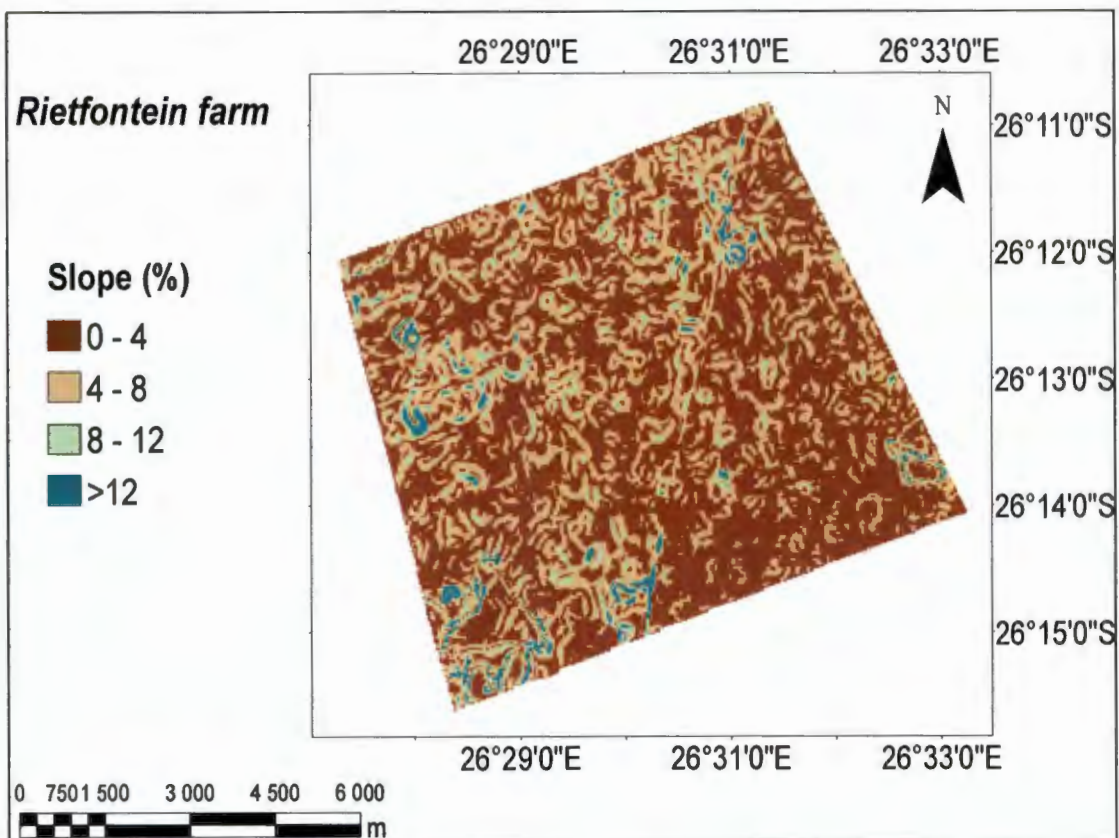 26°29'0"E 26°31'0"E 26°33'0"E
Rietfontein farm
N
26°11'0"S
26°12'0"S
Slope (%)
0 - 4
4 - 8
8 - 12
>12
26°13'0"S
26°14'0"S
26°15'0"S
26°29'0"E 26°31'0"E 26°33'0"E
0 750 1 500 3 000 4 500 6 000
m